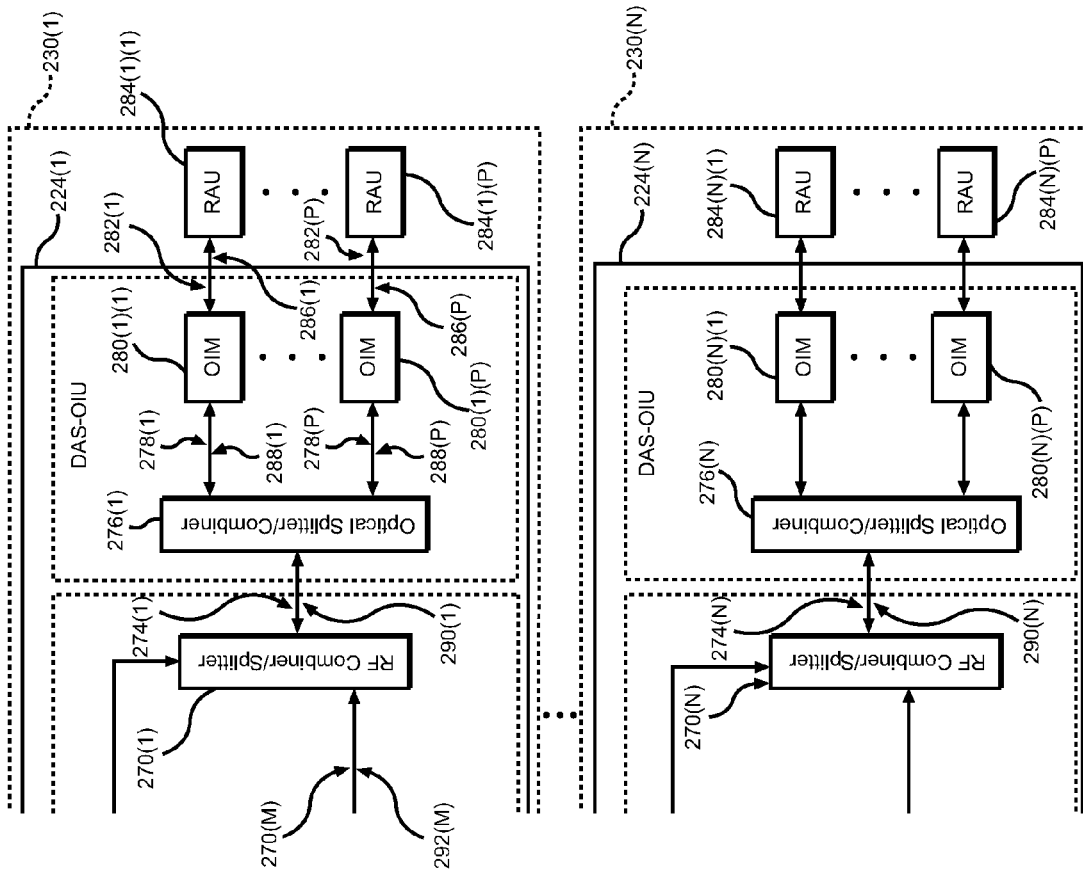 230(1)
224(1)
284(1)(1)
282(1)
RAU
286(1)
280(1)(1)
OIM
DAS-OIU
278(1)
288(1)
276(1)
Optical Splitter/Combiner
282(P)
RAU
284(1)(P)
286(P)
OIM
280(1)(P)
278(P)
288(P)
274(1)
290(1)
RF Combiner/Splitter
270(1)
270(M)
292(M)
230(N)
224(N)
284(N)(1)
RAU
RAU
284(N)(P)
280(N)(1)
OIM
OIM
280(N)(P)
DAS-OIU
276(N)
Optical Splitter/Combiner
274(N)
290(N)
RF Combiner/Splitter
270(N)